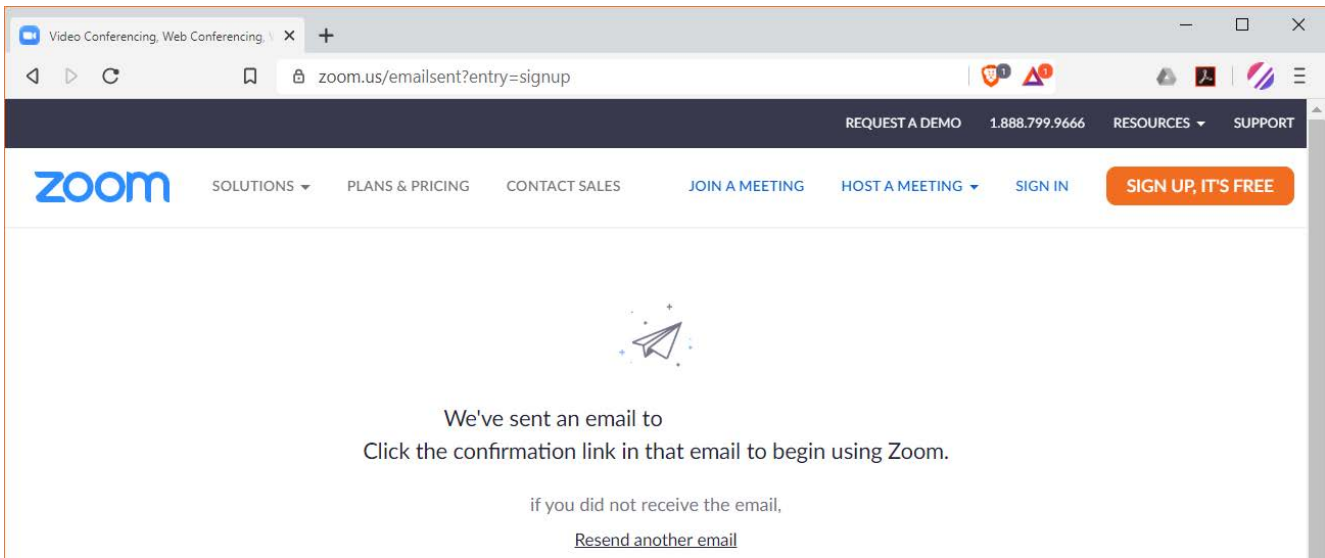 Video Conferencing, Web Conferencing,
zoom.us/emailsent?entry=signup
1
1
REQUEST A DEMO 1.888.799.9666 RESOURCES SUPPORT
zoom SOLUTIONS PLANS & PRICING CONTACT SALES JOIN A MEETING HOST A MEETING SIGN IN SIGN UP, IT'S FREE
We've sent an email to
Click the confirmation link in that email to begin using Zoom.
if you did not receive the email,
Resend another email